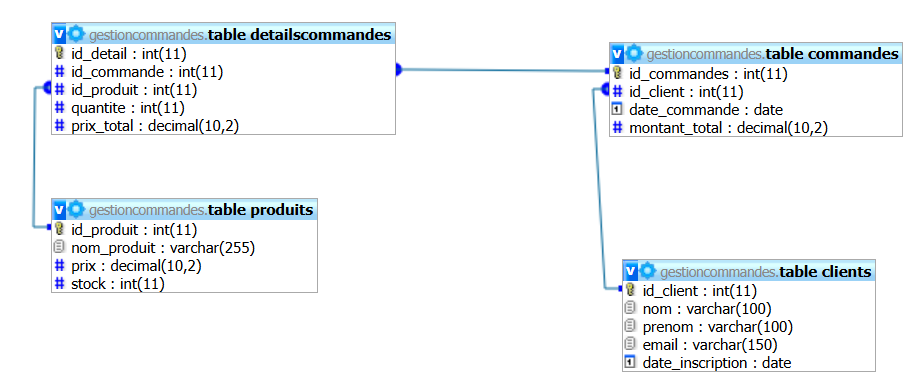 gestioncommandes.table detailscommandes
id_detail : int(11)
id_commande : int(11)
id_produit : int(11)
quantite : int(11)
prix_total : decimal(10,2)
gestioncommandes.table commandes
id_commandes : int(11)
id_client : int(11)
date_commande : date
montant_total : decimal(10,2)
gestioncommandes.table produits
id_produit : int(11)
nom_produit : varchar(255)
prix : decimal(10,2)
stock : int(11)
gestioncommandes.table clients
id_client : int(11)
nom : varchar(100)
prenom : varchar(100)
email : varchar(150)
date_inscription : date